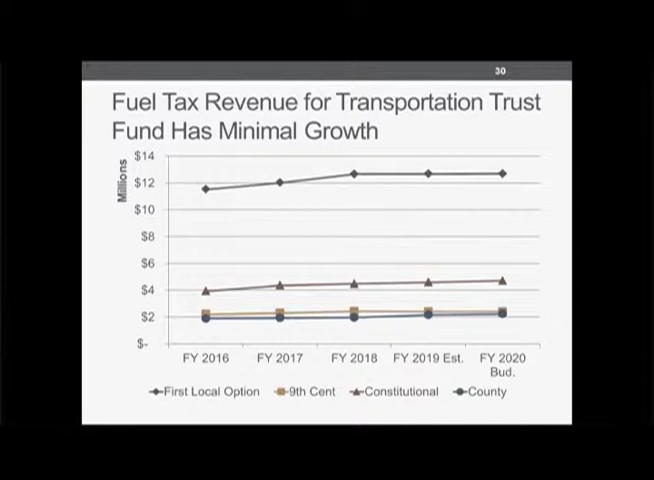 30
Fuel Tax Revenue for Transportation Trust
Fund Has Minimal Growth
Millions
$14
$12
$10
$8
$6
$4
$2
$-
FY 2016 FY 2017 FY 2018 FY 2019 Est. FY 2020
Bud.
First Local Option 9th Cent Constitutional County